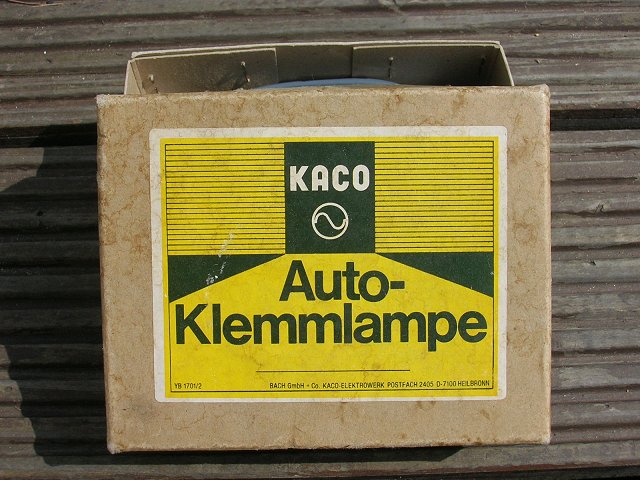 KACO
Auto-
Klemmlampe
YB 1701/2 BACH GmbH + Co. KACO-ELEKTROWERK POSTFACH 2405 D-7100 HEILBRONN